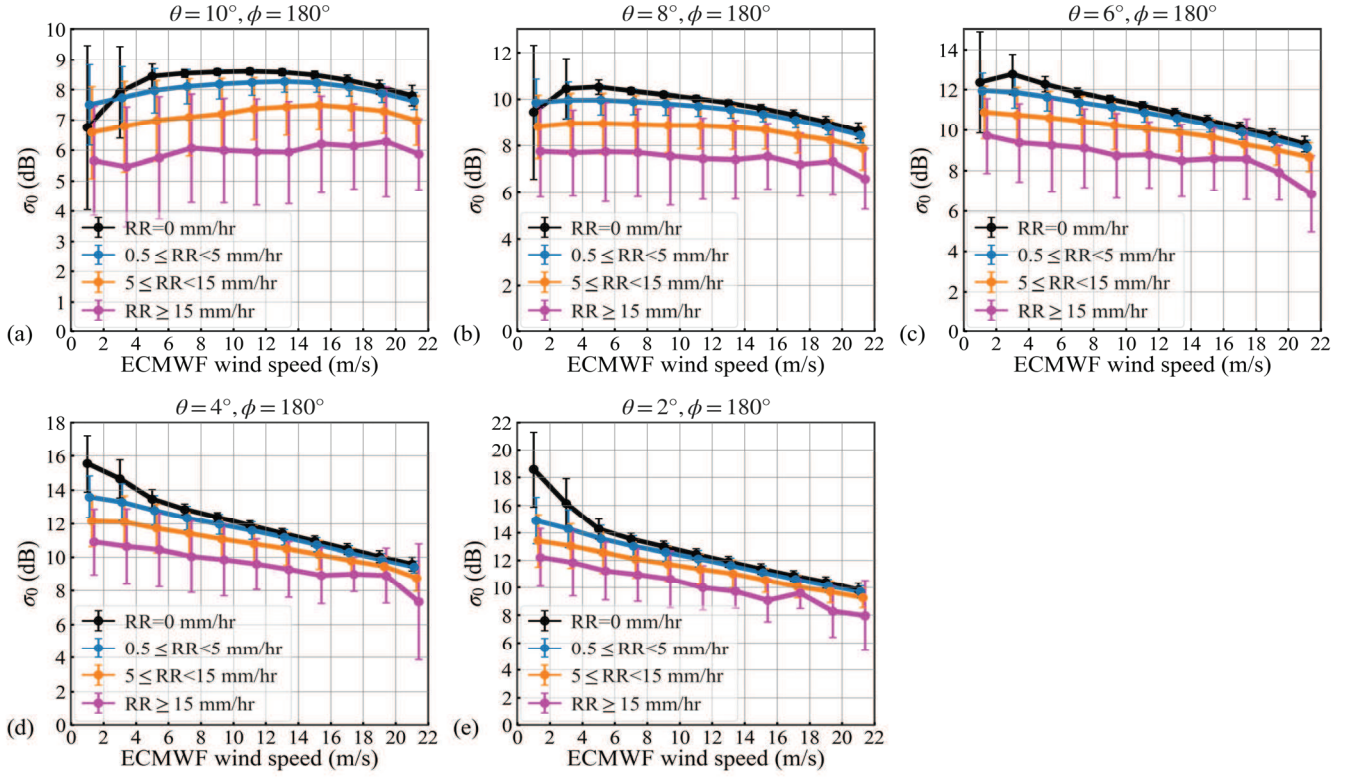 θ=10°, ϕ=180°
10
9
8
7
6
5
4
3
2
1
0
σ₀ (dB)
RR=0 mm/hr
0.5≤RR<5 mm/hr
5≤RR<15 mm/hr
RR≥15 mm/hr
0 2 4 6 8 10 12 14 16 18 20 22
ECMWF wind speed (m/s)
(a)
θ=8°, ϕ=180°
12
10
8
6
4
2
0
σ₀ (dB)
RR=0 mm/hr
0.5≤RR<5 mm/hr
5≤RR<15 mm/hr
RR≥15 mm/hr
0 2 4 6 8 10 12 14 16 18 20 22
ECMWF wind speed (m/s)
(b)
θ=6°, ϕ=180°
14
12
10
8
6
4
2
0
σ₀ (dB)
RR=0 mm/hr
0.5≤RR<5 mm/hr
5≤RR<15 mm/hr
RR≥15 mm/hr
0 2 4 6 8 10 12 14 16 18 20 22
ECMWF wind speed (m/s)
(c)
θ=4°, ϕ=180°
18
16
14
12
10
8
6
4
2
0
σ₀ (dB)
RR=0 mm/hr
0.5≤RR<5 mm/hr
5≤RR<15 mm/hr
RR≥15 mm/hr
0 2 4 6 8 10 12 14 16 18 20 22
ECMWF wind speed (m/s)
(d)
θ=2°, ϕ=180°
22
20
18
16
14
12
10
8
6
4
2
0
σ₀ (dB)
RR=0 mm/hr
0.5≤RR<5 mm/hr
5≤RR<15 mm/hr
RR≥15 mm/hr
0 2 4 6 8 10 12 14 16 18 20 22
ECMWF wind speed (m/s)
(e)